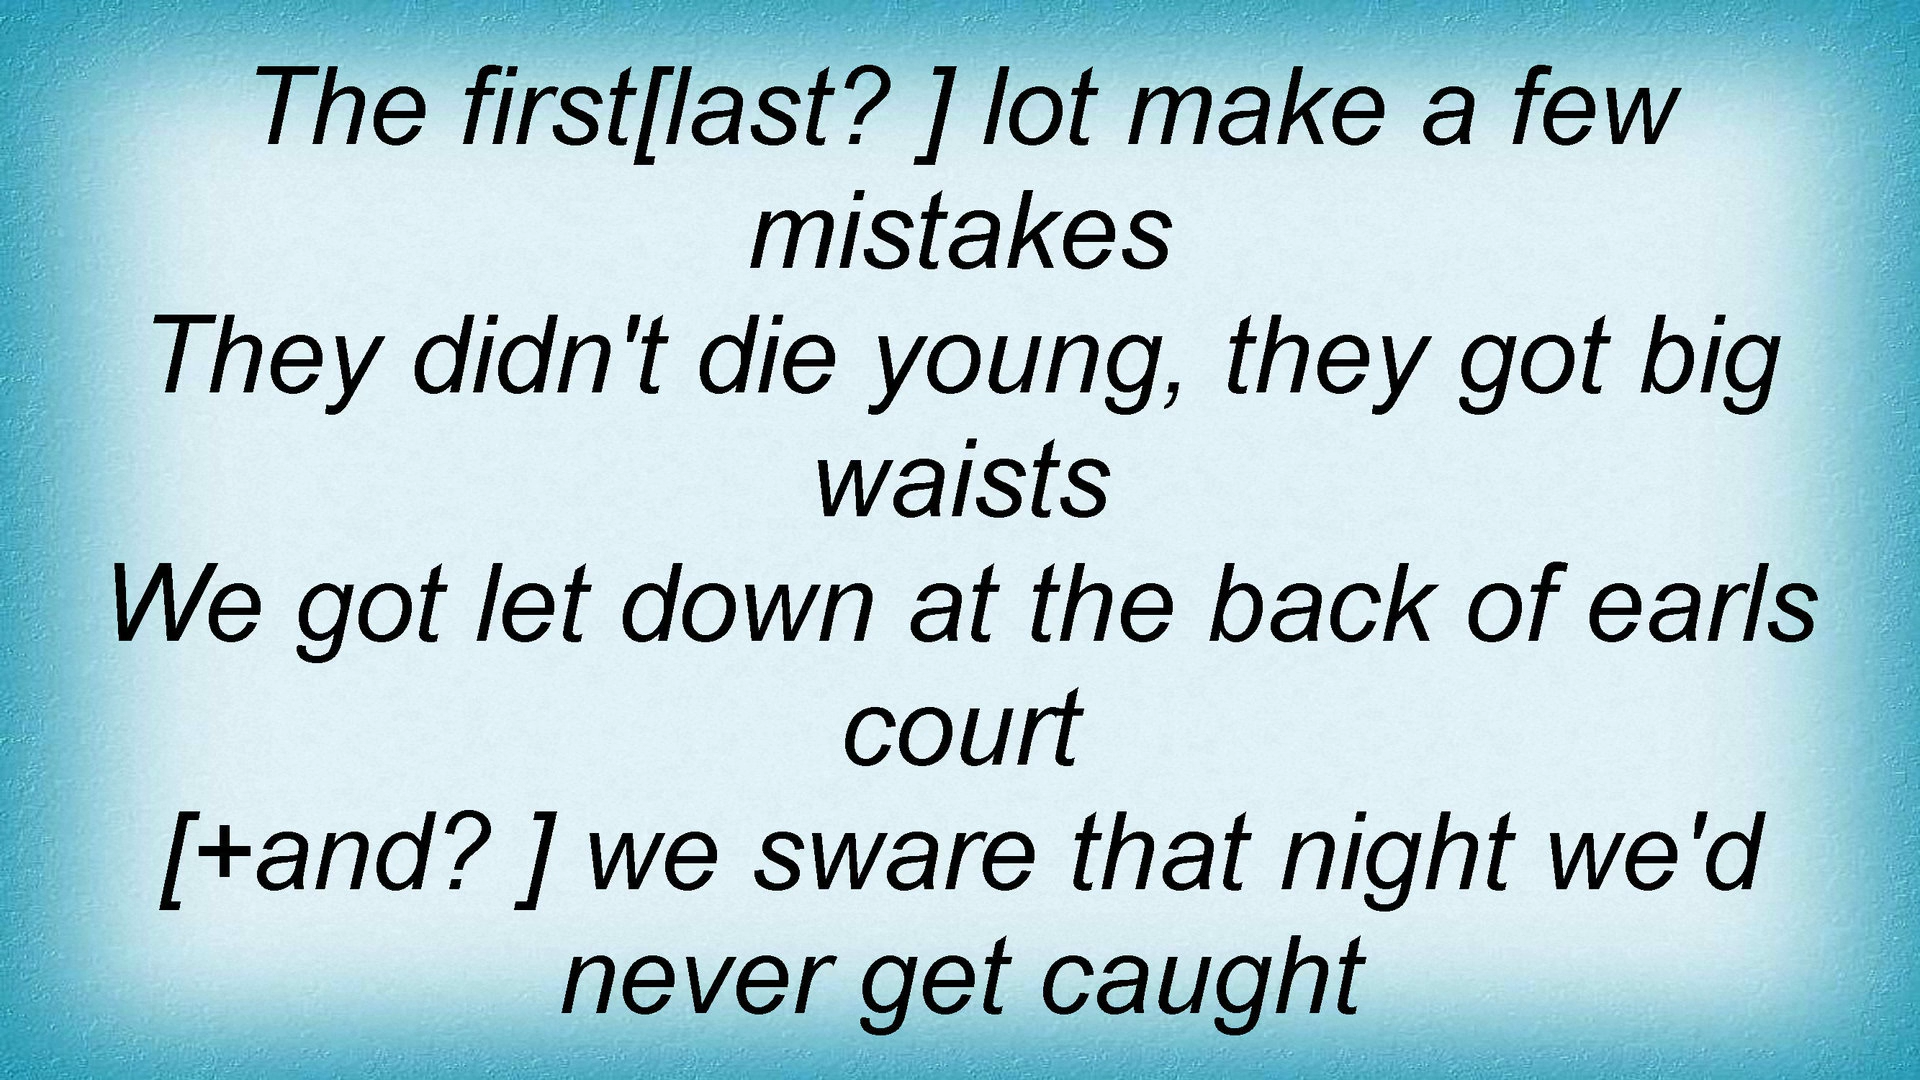 The first[last? ] lot make a few
mistakes
They didn't die young, they got big
waists
We got let down at the back of earls
court
[+and? ] we sware that night we'd
never get caught